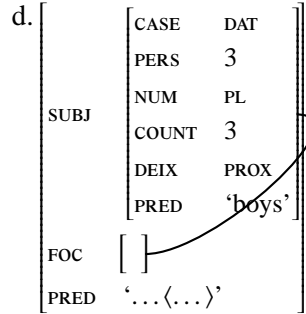 d.
CASE DAT
PERS 3
NUM PL
SUBJ COUNT 3
DEIX PROX
PRED ‘boys’
FOC [ ]
PRED ‘...⟨...⟩’